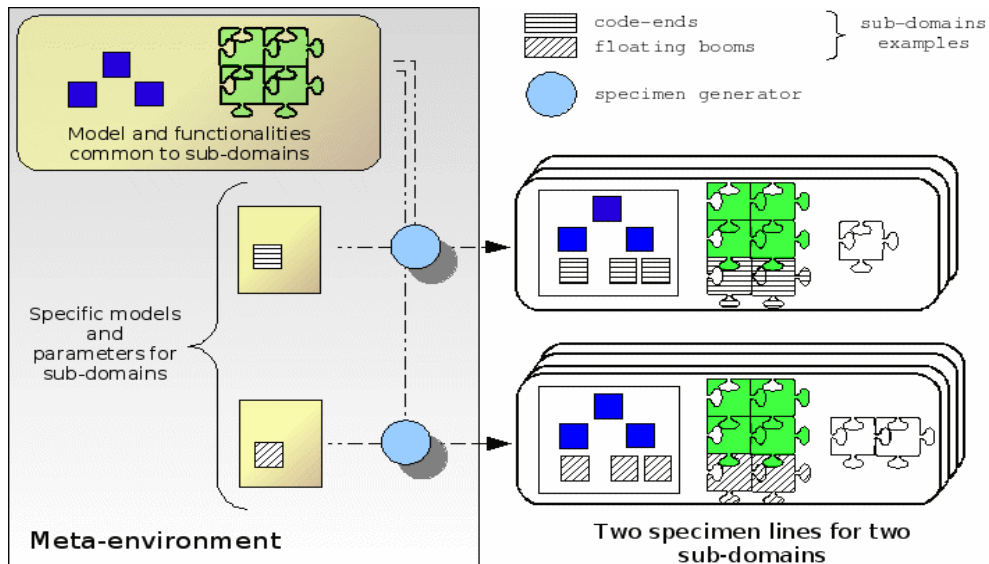 Model and functionalities
common to sub-domains
Specific models
and
parameters for
sub-domains
Meta-environment
code-ends
floating booms
sub-domains
examples
specimen generator
Two specimen lines for two
sub-domains